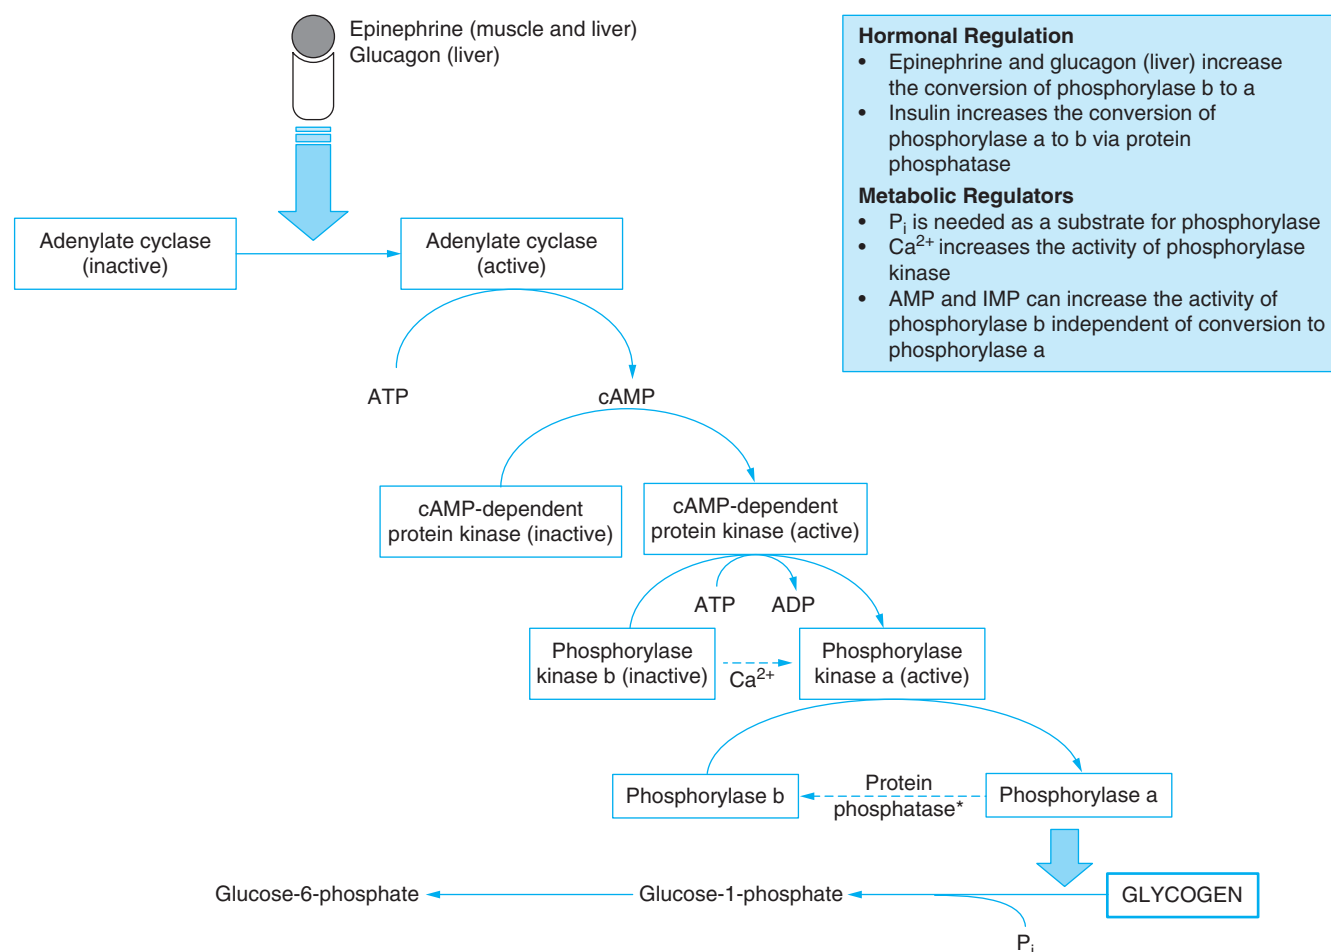 Epinephrine (muscle and liver)
Glucagon (liver)
Hormonal Regulation
• Epinephrine and glucagon (liver) increase
the conversion of phosphorylase b to a
• Insulin increases the conversion of
phosphorylase a to b via protein
phosphatase
Metabolic Regulators
• Pi is needed as a substrate for phosphorylase
• Ca2+ increases the activity of phosphorylase
kinase
• AMP and IMP can increase the activity of
phosphorylase b independent of conversion to
phosphorylase a
Adenylate cyclase
(inactive)
Adenylate cyclase
(active)
ATP
cAMP
cAMP-dependent
protein kinase (inactive)
cAMP-dependent
protein kinase (active)
ATP
ADP
Phosphorylase
kinase b (inactive)
Ca2+
Phosphorylase
kinase a (active)
Phosphorylase b
Protein
phosphatase*
Phosphorylase a
Glucose-6-phosphate
Glucose-1-phosphate
GLYCOGEN
Pi